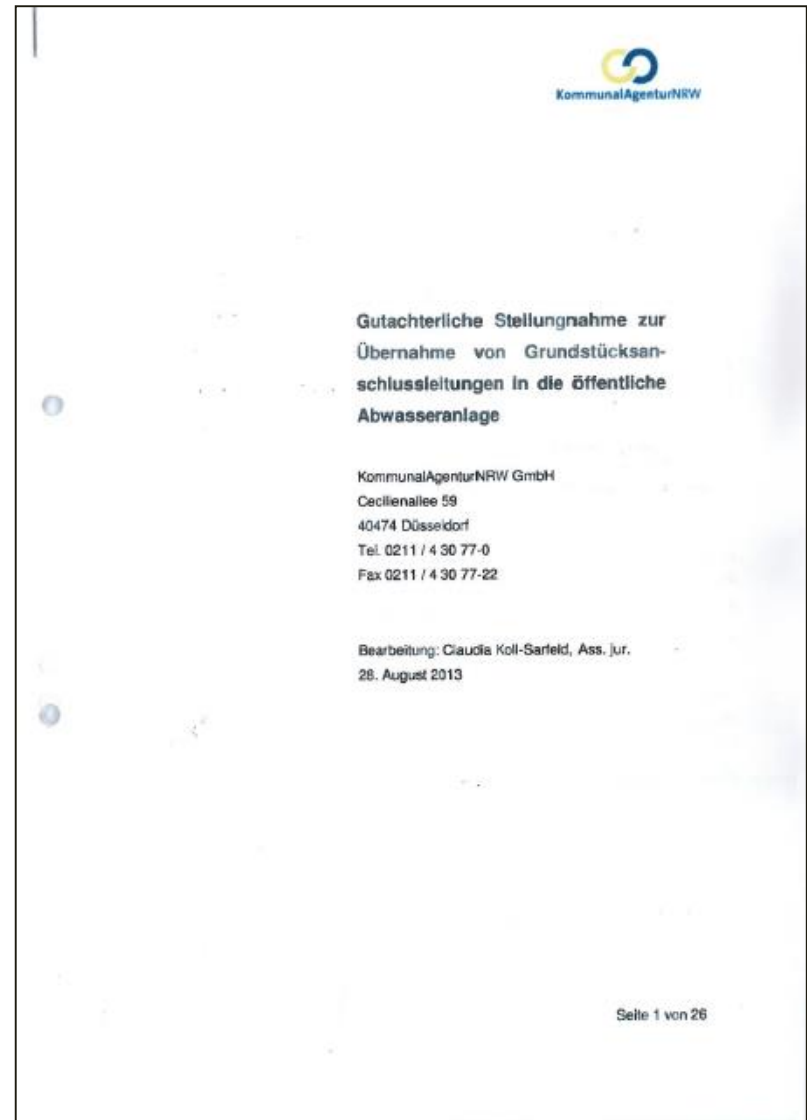 KommunalAgenturNRW
Gutachterliche Stellungnahme zur
Übernahme von Grundstücksan-
schlussleitungen in die öffentliche
Abwasseranlage
KommunalAgenturNRW GmbH
Cecilienallee 59
40474 Düsseldorf
Tel. 0211 / 4 30 77-0
Fax 0211 / 4 30 77-22
Bearbeitung: Claudia Koll-Sarfeld, Ass. jur.
28. August 2013
Seite 1 von 26